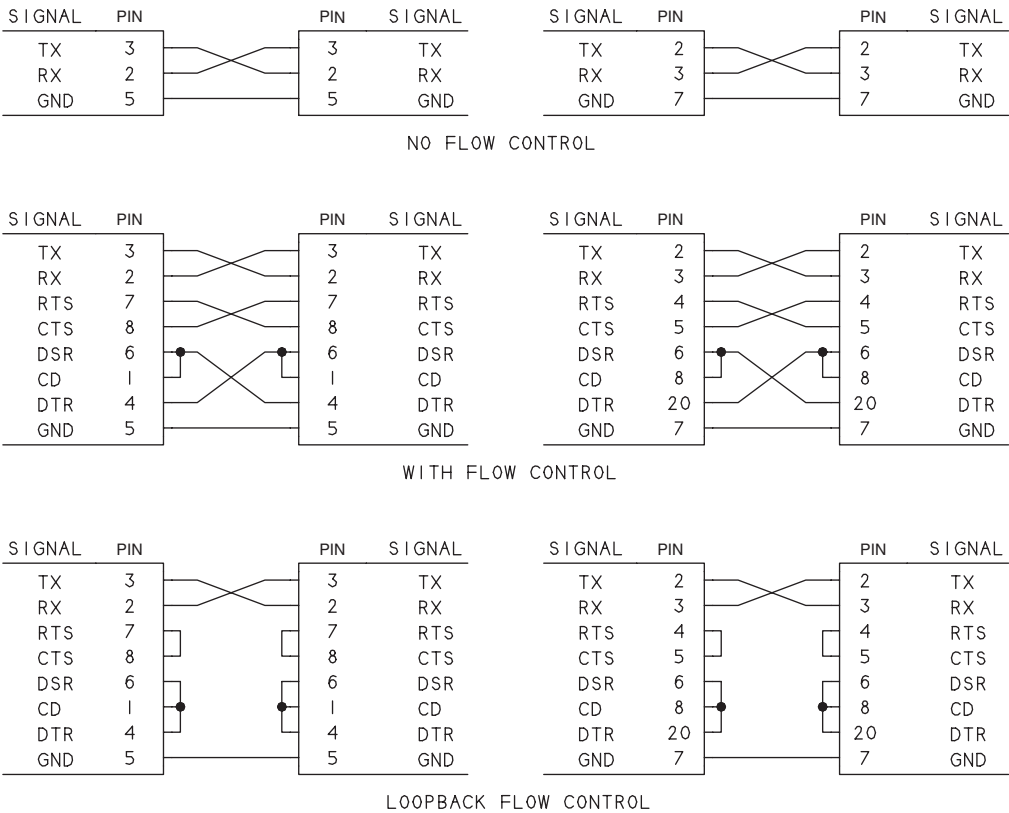 SIGNAL PIN PIN SIGNAL SIGNAL PIN PIN SIGNAL
TX 3 3 TX TX 2 2 TX
RX 2 2 RX RX 3 3 RX
GND 5 5 GND GND 7 7 GND
NO FLOW CONTROL
SIGNAL PIN PIN SIGNAL SIGNAL PIN PIN SIGNAL
TX 3 3 TX TX 2 2 TX
RX 2 2 RX RX 3 3 RX
RTS 7 7 RTS RTS 4 4 RTS
CTS 8 8 CTS CTS 5 5 CTS
DSR 6 6 DSR DSR 6 6 DSR
CD 1 1 CD CD 8 8 CD
DTR 4 4 DTR DTR 20 20 DTR
GND 5 5 GND GND 7 7 GND
WITH FLOW CONTROL
SIGNAL PIN PIN SIGNAL SIGNAL PIN PIN SIGNAL
TX 3 3 TX TX 2 2 TX
RX 2 2 RX RX 3 3 RX
RTS 7 7 RTS RTS 4 4 RTS
CTS 8 8 CTS CTS 5 5 CTS
DSR 6 6 DSR DSR 6 6 DSR
CD 1 1 CD CD 8 8 CD
DTR 4 4 DTR DTR 20 20 DTR
GND 5 5 GND GND 7 7 GND
LOOPBACK FLOW CONTROL